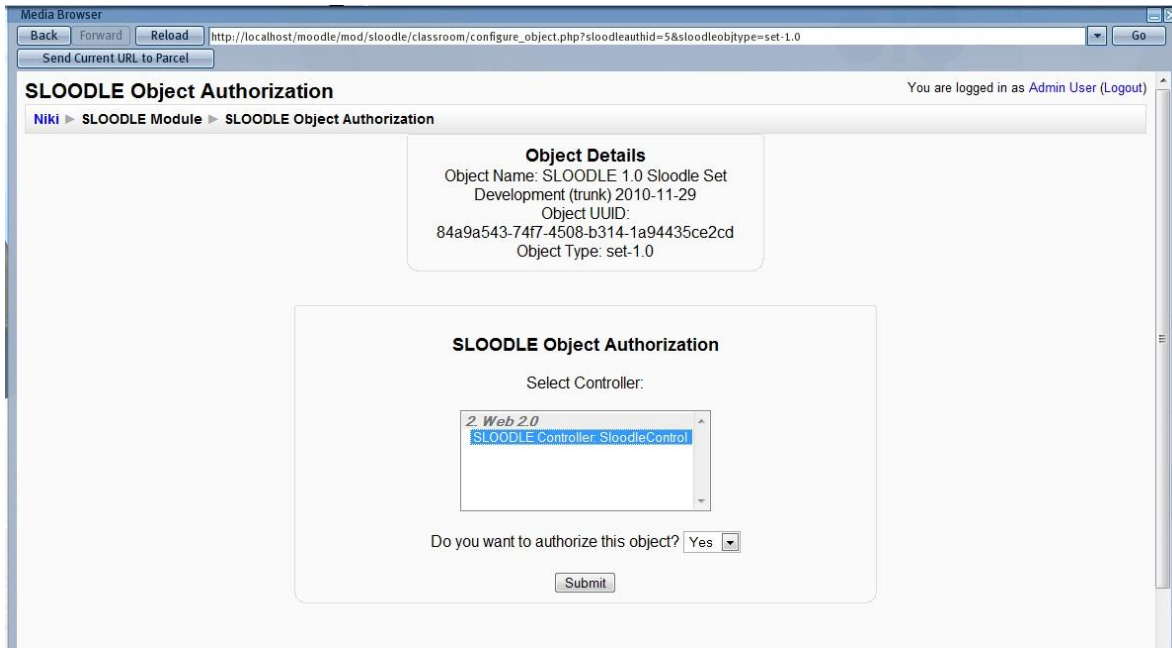 Media Browser
Back Forward Reload http://localhost/moodle/mod/sloodle/classroom/configure_object.php?sloodleauthid=5&sloodleobjtype=set-1.0 Go
Send Current URL to Parcel
SLOODLE Object Authorization
You are logged in as Admin User (Logout)
Niki ► SLOODLE Module ► SLOODLE Object Authorization
Object Details
Object Name: SLOODLE 1.0 Sloodle Set
Development (trunk) 2010-11-29
Object UUID:
84a9a543-74f7-4508-b314-1a94435ce2cd
Object Type: set-1.0
SLOODLE Object Authorization
Select Controller:
2. Web 2.0
SLOODLE Controller: SloodleControl
Do you want to authorize this object? Yes
Submit